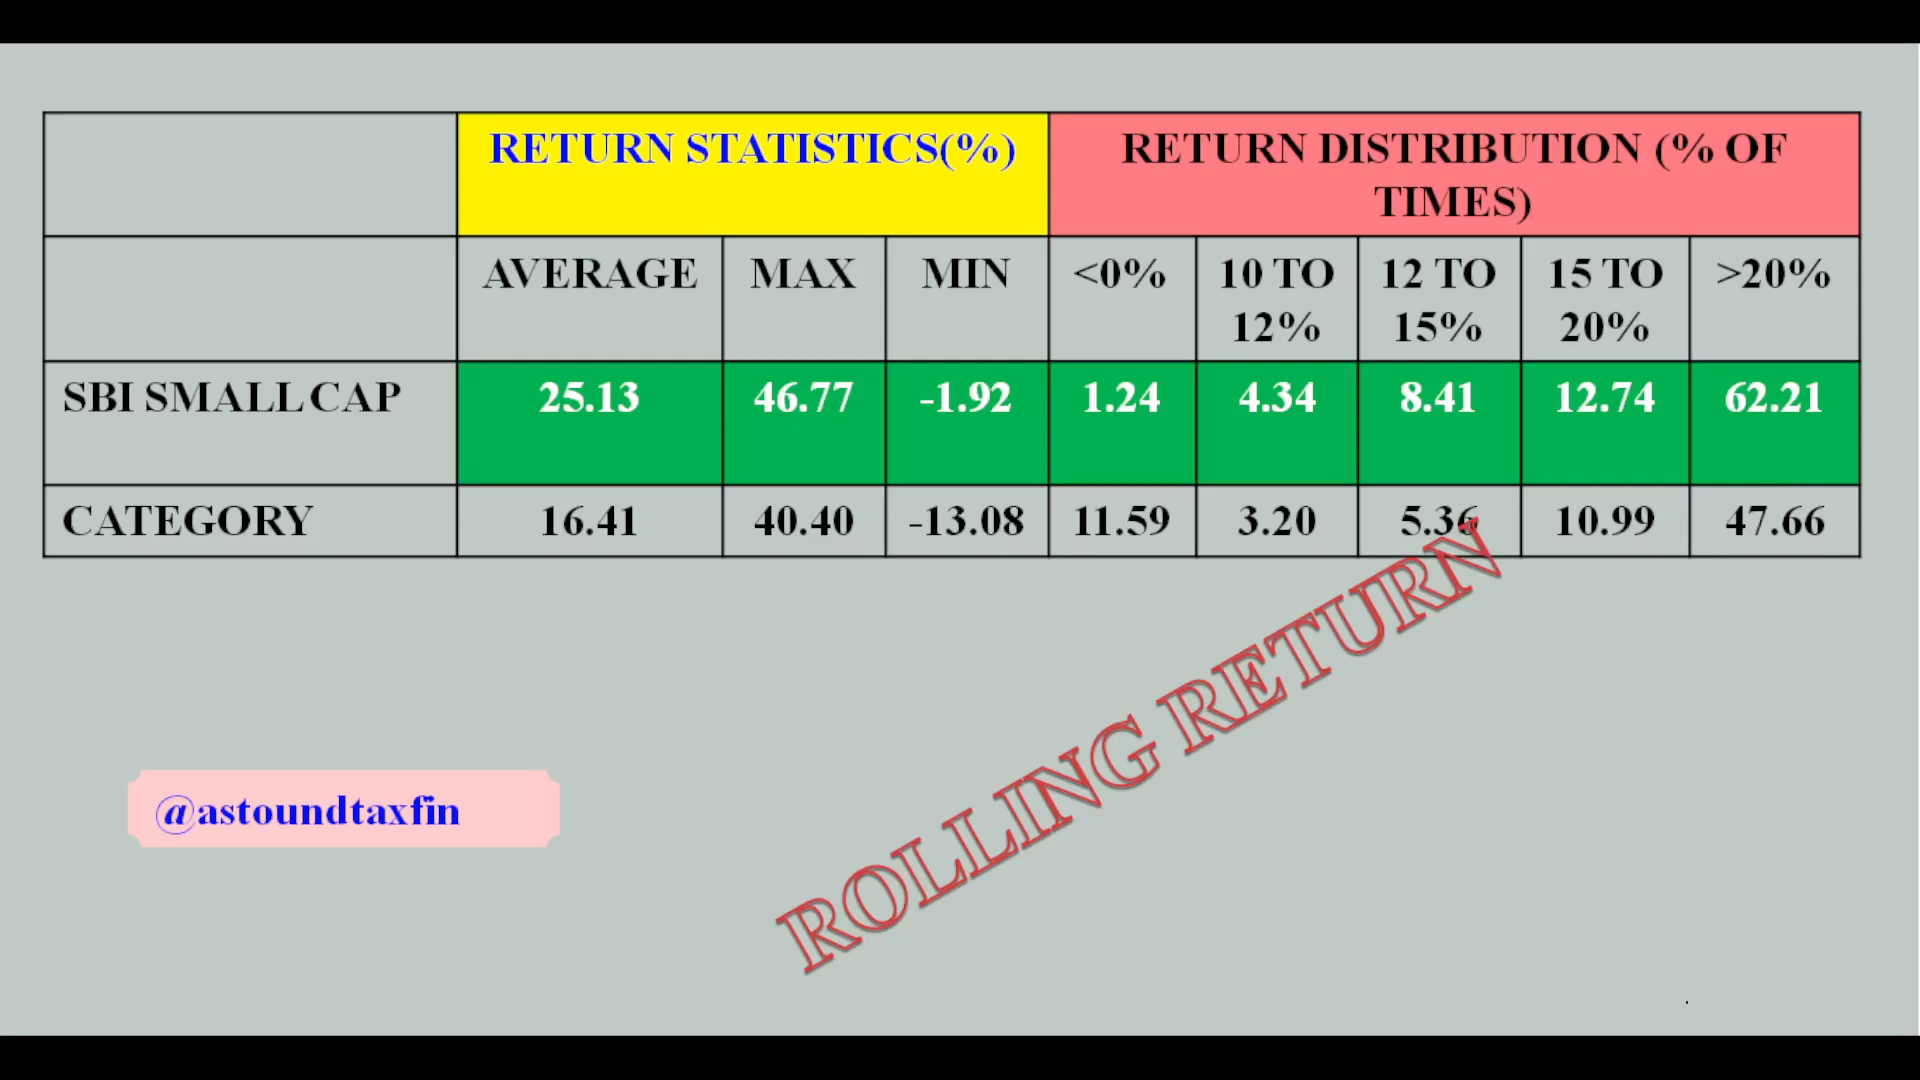 RETURN STATISTICS(%)
RETURN DISTRIBUTION (% OF
TIMES)
AVERAGE MAX MIN <0% 10 TO 12% 12 TO 15% 15 TO 20% >20%
SBI SMALL CAP 25.13 46.77 -1.92 1.24 4.34 8.41 12.74 62.21
CATEGORY 16.41 40.40 -13.08 11.59 3.20 5.36 10.99 47.66
ROLLING RETURN
@astoundtaxfin